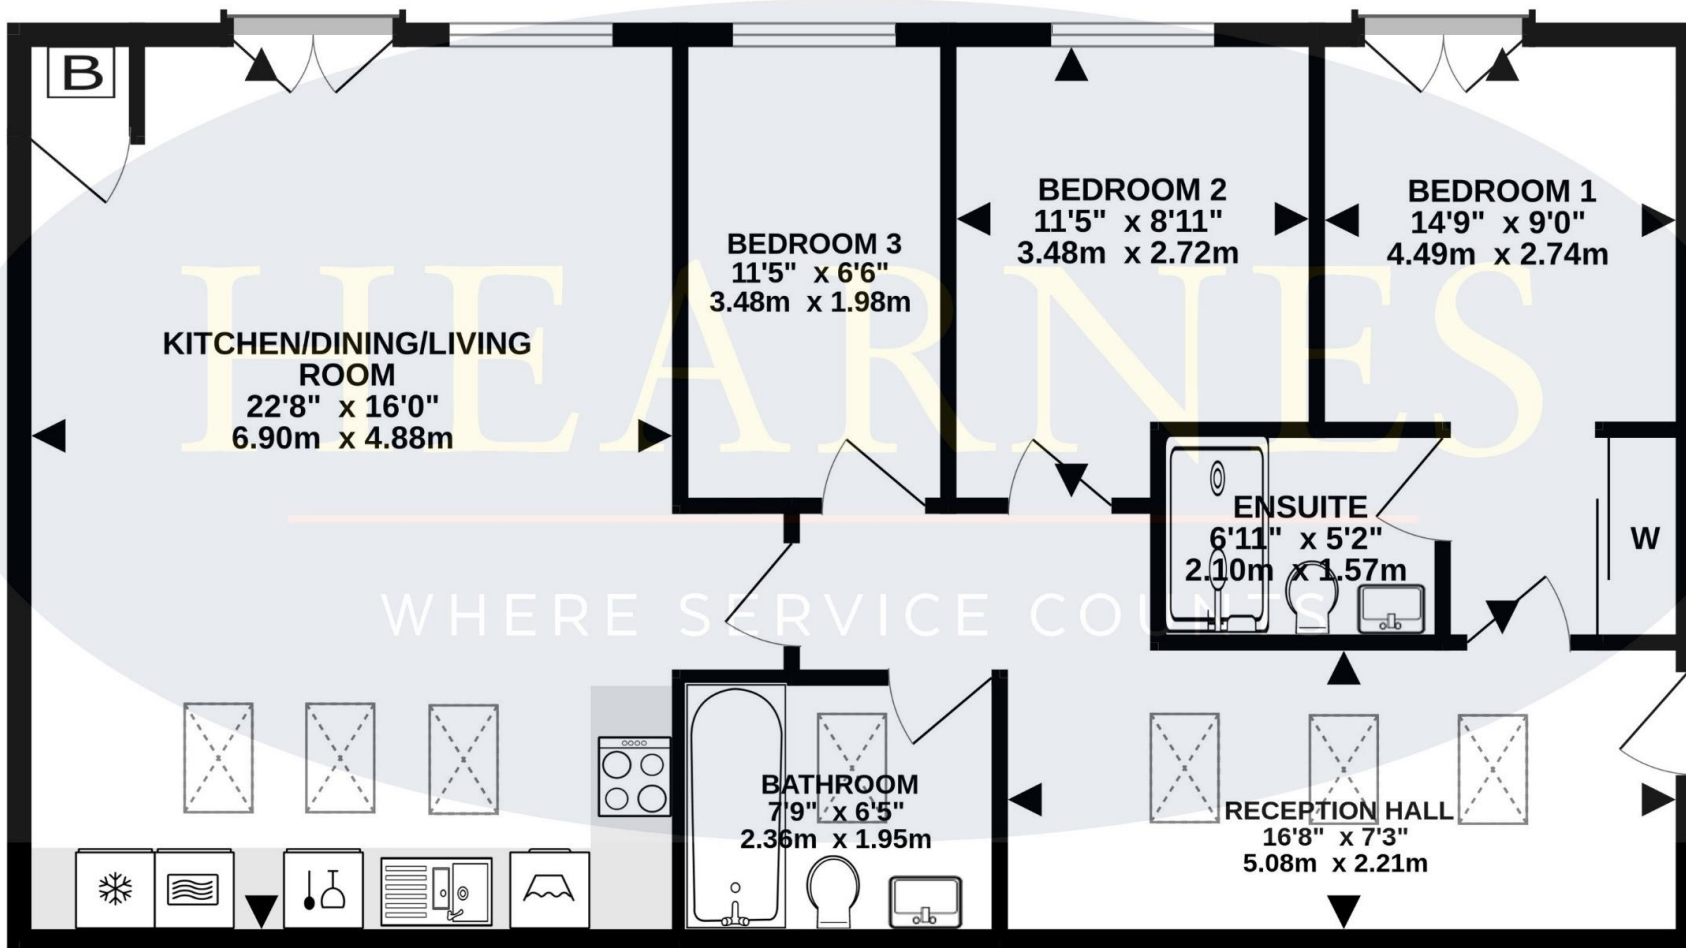 B
BEDROOM 2
11'5" x 8'11"
3.48m x 2.72m
BEDROOM 1
14'9" x 9'0"
4.49m x 2.74m
BEDROOM 3
11'5" x 6'6"
3.48m x 1.98m
HEARNES
KITCHEN/DINING/LIVING
ROOM
22'8" x 16'0"
6.90m x 4.88m
ENSUITE
6'11" x 5'2"
2.10m x 1.57m
W
WHERE SERVICE COUNTS
BATHROOM
7'9" x 6'5"
2.36m x 1.95m
RECEPTION HALL
16'8" x 7'3"
5.08m x 2.21m